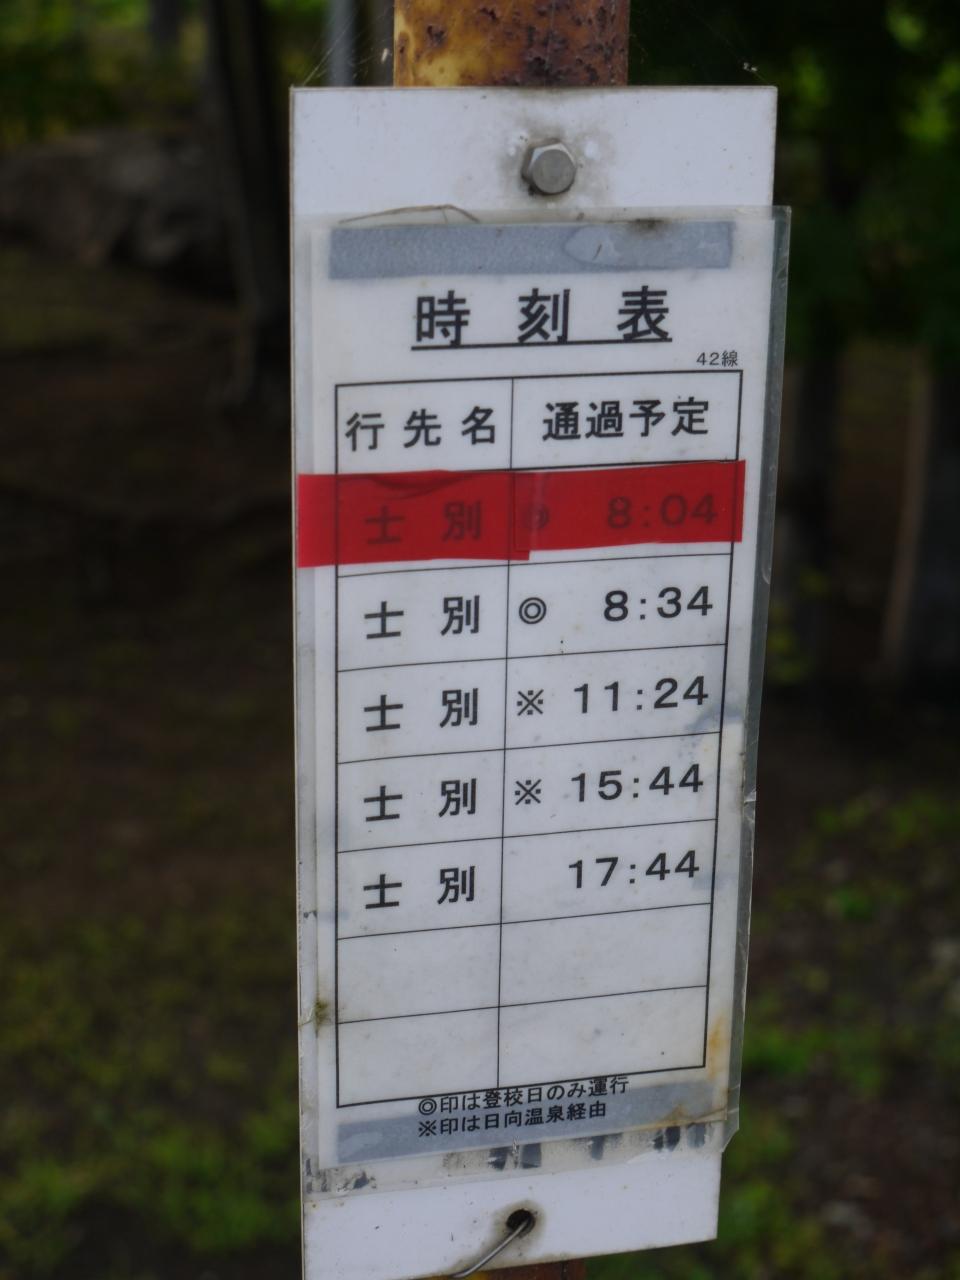 時刻表
42線
行先名 通過予定
士別 ◎ 8:04
士別 ◎ 8:34
士別 ※ 11:24
士別 ※ 15:44
士別 17:44
◎印は登校日のみ運行
※印は日向温泉経由